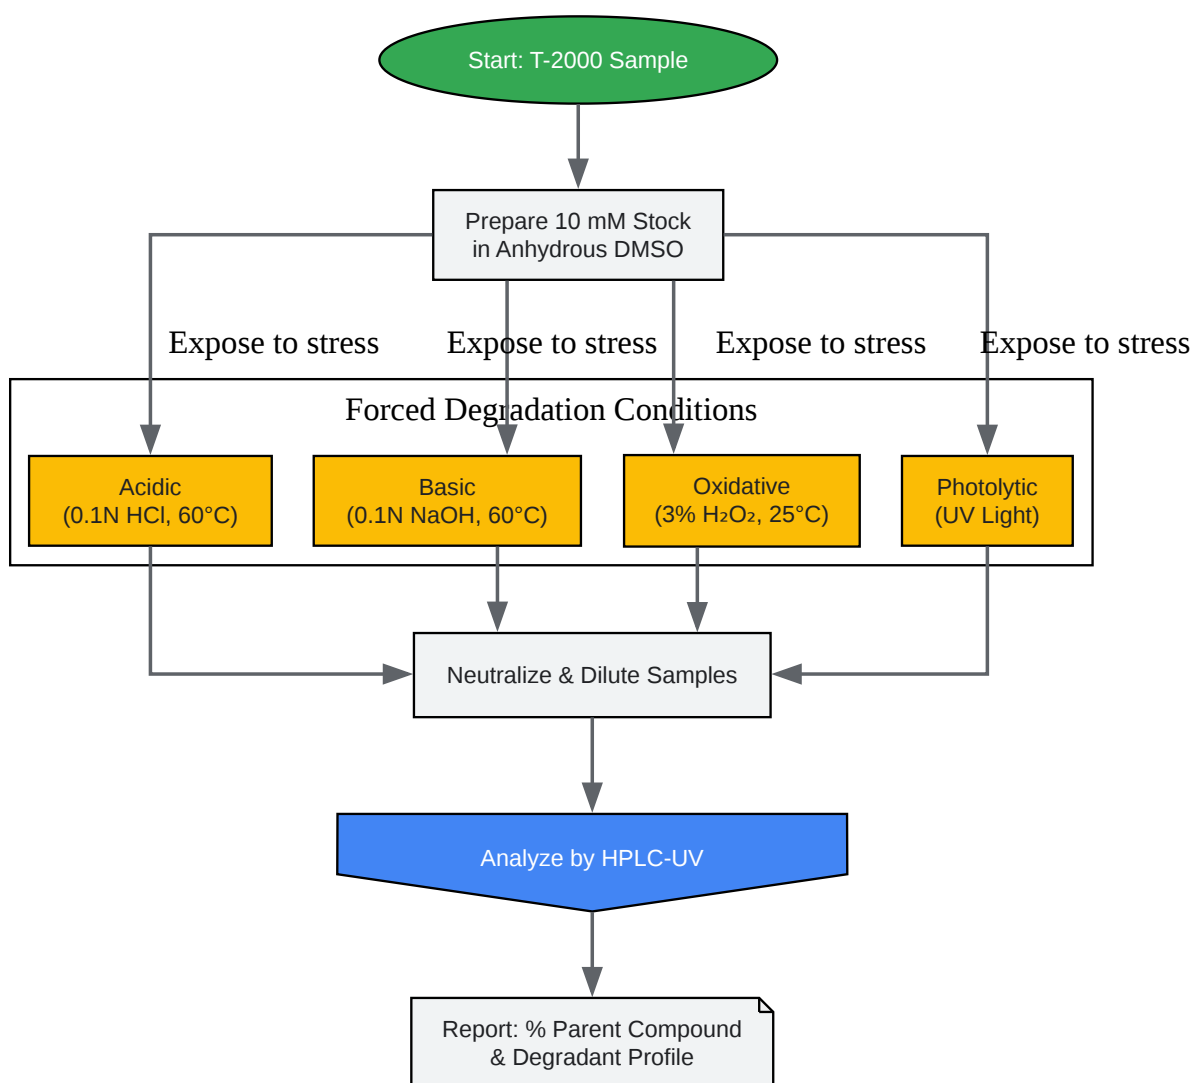 Start: T-2000 Sample
Prepare 10 mM Stock
in Anhydrous DMSO
Expose to stress
Expose to stress
Expose to stress
Expose to stress
Forced Degradation Conditions
Acidic
(0.1N HCl, 60°C)
Basic
(0.1N NaOH, 60°C)
Oxidative
(3% H₂O₂, 25°C)
Photolytic
(UV Light)
Neutralize & Dilute Samples
Analyze by HPLC-UV
Report: % Parent Compound
& Degradant Profile